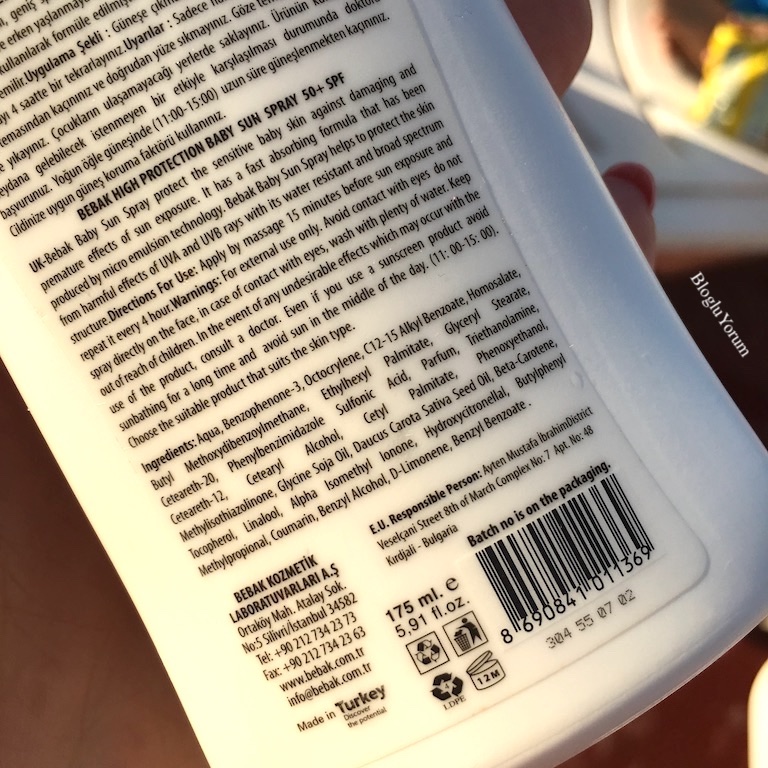 geniş
erken yaşlanmay
kullanılarak formüle edilmiş
emilir. Uygulama Şekli : Güneşe çıkm
ayı 4 saatte bir tekrarlayınız. Uyarılar : Sadece ha
temasından kaçınız ve doğrudan yüze sıkmayınız. Göze tema
yıkayınız. Çocukların ulaşamayacağı yerlerde saklayınız. Ürünün ku
eydana gelebilecek istenmeyen bir etkiyle karşılaşılması durumunda doktor
başvurunuz. Yoğun öğle güneşinde (11:00-15:00) uzun süre güneşlenmekten kaçınız.
Cildinize uygun güneş koruma faktörü kullanınız.
BEBAK HIGH PROTECTION BABY SUN SPRAY 50+ SPF
UK-Bebak Baby Sun Spray protect the sensitive baby skin against damaging and
premature effects of sun exposure. It has a fast absorbing formula that has been
produced by micro emulsion technology. Bebak Baby Sun Spray helps to protect the skin
from harmful effects of UVA and UVB rays with its water resistant and broad spectrum
structure. Directions For Use: Apply by massage 15 minutes before sun exposure and
repeat it every 4 hour. Warnings: For external use only. Avoid contact with eyes do not
spray directly on the face, in case of contact with eyes, wash with plenty of water. Keep
out of reach of children. In the event of any undesirable effects which may occur with the
use of the product, consult a doctor. Even if you use a sunscreen product avoid
sunbathing for a long time and avoid sun in the middle of the day. (11: 00-15: 00).
Choose the suitable product that suits the skin type.
Ingredients: Aqua, Benzophenone-3, Octocrylene, C12-15 Alkyl Benzoate, Homosalate,
Butyl Methoxydibenzoylmethane, Ethylhexyl Palmitate, Glyceryl Stearate,
Ceteareth-20, Phenylbenzimidazole Sulfonic Acid, Parfum, Triethanolamine,
Ceteareth-12, Cetearyl Alcohol, Cetyl Palmitate, Phenoxyethanol,
Methylisothiazolinone, Glycine Soja Oil, Daucus Carota Sativa Seed Oil, Beta-Carotene,
Tocopherol, Linalool, Alpha Isomethyl Ionone, Hydroxycitronellal, Butylphenyl
Methylpropional, Coumarin, Benzyl Alcohol, D-Limonene, Benzyl Benzoate .
E.U. Responsible Person: Ayten Mustafa IbrahimDistrict
Veselçani Street 8th of March Complex No: 7 Apt. No: 48
Kırdjali - Bulgaria
Batch no is on the packaging.
BEBAK KOZMETİK
LABORATUVARLARI A.Ş
Ortaköy Mah. Atalay Sok.
No:5 Silivri/İstanbul 34582
Tel: +90 212 734 23 73
Fax: +90 212 734 23 63
www.bebak.com.tr
info@bebak.com.tr
Made in Turkey
Discover
the potential
175 ml. e
5.91 fl.oz.
LDPE
12M
8 690841 011369
304 55 07 02
BlogluYorum